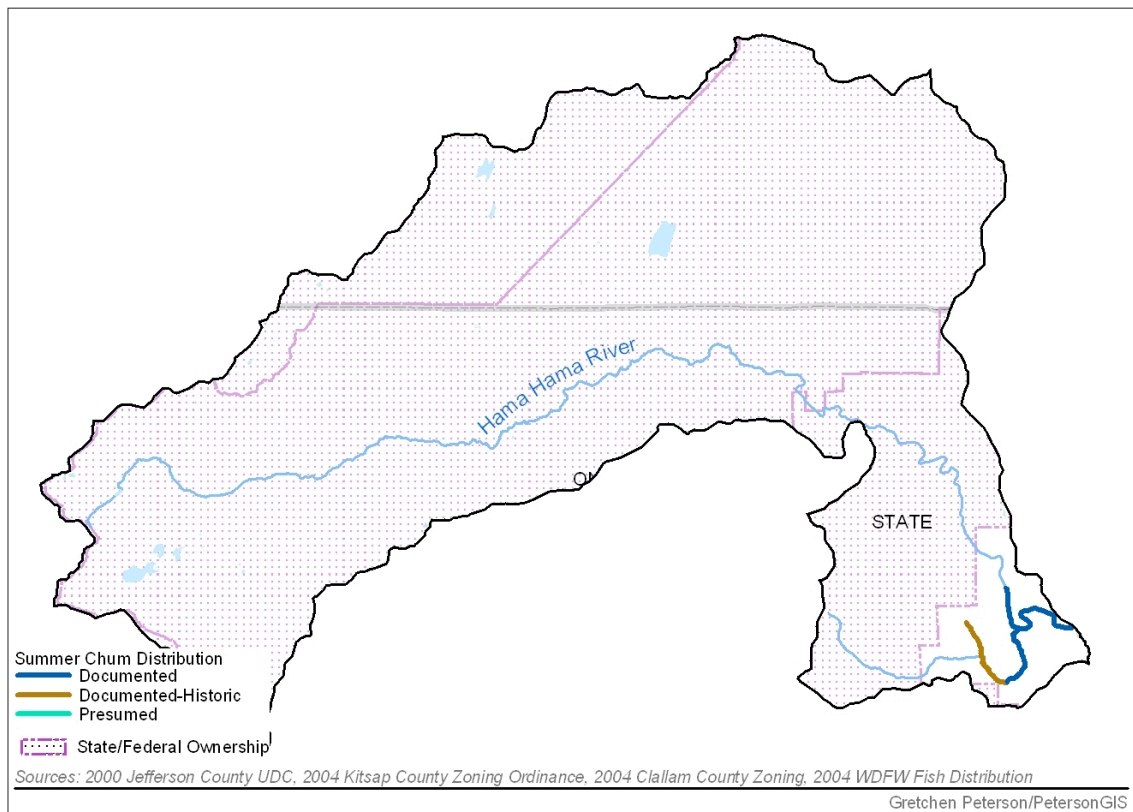 Hama Hama River
STATE
Summer Chum Distribution
Documented
Documented-Historic
Presumed
State/Federal Ownership
Sources: 2000 Jefferson County UDC, 2004 Kitsap County Zoning Ordinance, 2004 Clallam County Zoning, 2004 WDFW Fish Distribution
Gretchen Peterson/PetersonGIS